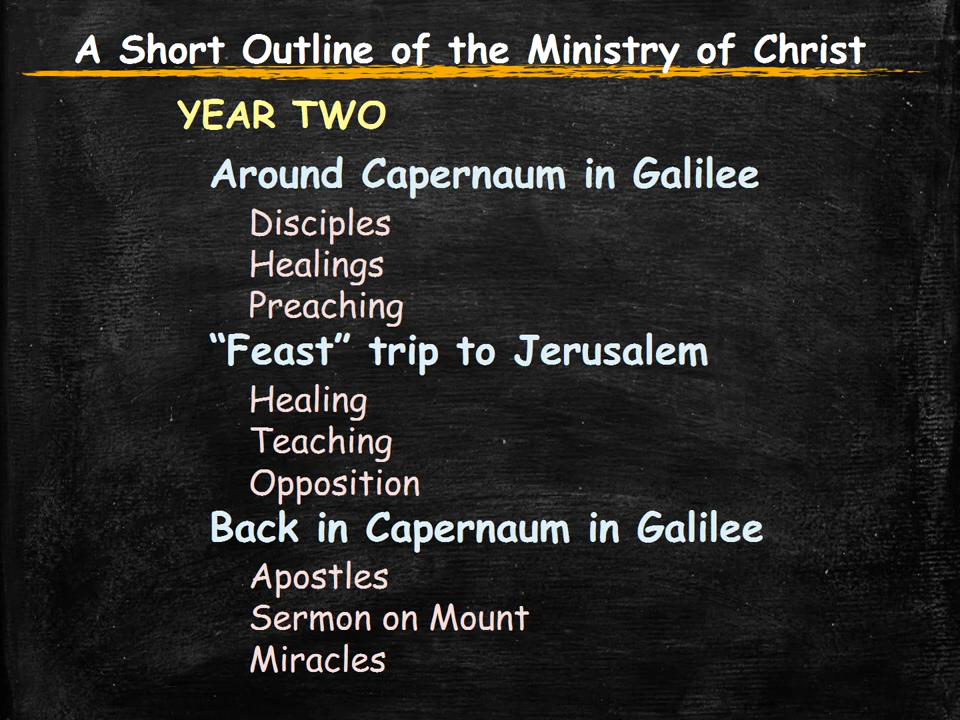 A Short Outline of the Ministry of Christ
YEAR TWO
Around Capernaum in Galilee
Disciples
Healings
Preaching
“Feast” trip to Jerusalem
Healing
Teaching
Opposition
Back in Capernaum in Galilee
Apostles
Sermon on Mount
Miracles